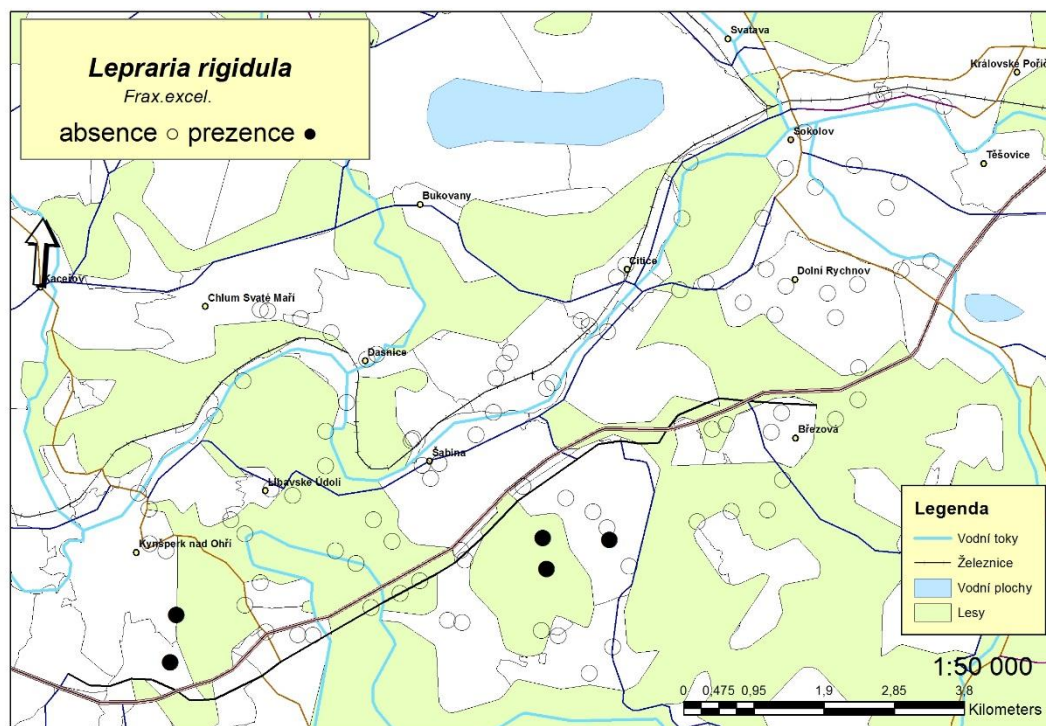 Lepraria rigidula
Frax.excel.
absence ○ prezence ●
Svatava
Královské Poříč
Sokolov
Těšovice
Bukovany
Kaceřov
Citice
Dolní Rychnov
Chlum Svaté Maří
Dasnice
Březová
Šabina
Libavské Údolí
Kynšperk nad Ohří
Legenda
Vodní toky
Železnice
Vodní plochy
Lesy
1:50 000
0 0,475 0,95 1,9 2,85 3,8
Kilometers